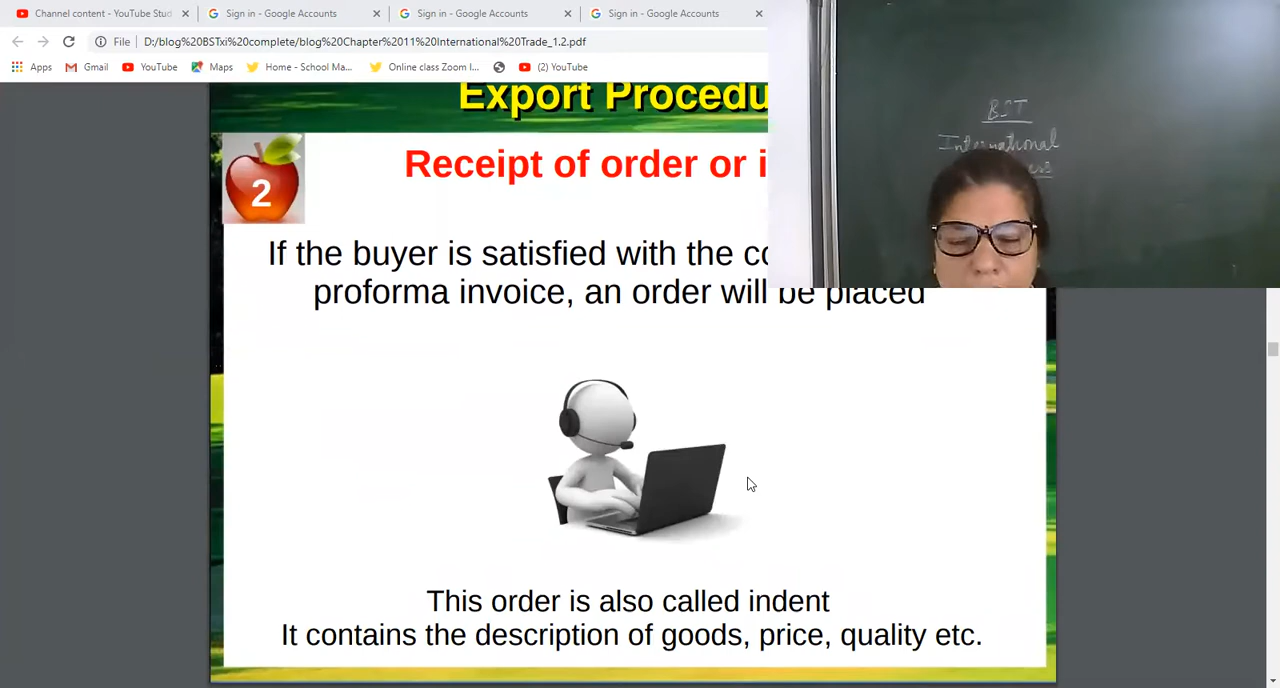 Channel content - YouTube Stud
Sign in - Google Accounts
Sign in - Google Accounts
Sign in - Google Accounts
File D:/blog%20BSTxi%20complete/blog%20Chapter%2011%20International%20Trade_1.2.pdf
Apps Gmail YouTube Maps Home - School Ma... Online class Zoom I... (2) YouTube
Export Procedu
2
Receipt of order or i
If the buyer is satisfied with the co
proforma invoice, an order will be placed
This order is also called indent
It contains the description of goods, price, quality etc.
BST
International
ess